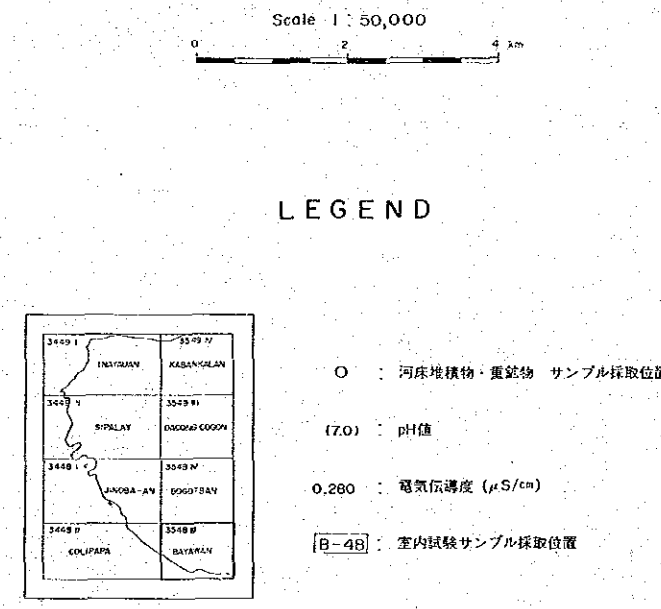 Scale 1 : 50,000
0 2 4 km
LEGEND
3449 I 3549 IV
INAYAUAN KABANKALAN
3449 II 3549 III
SIPALAY DACONG COGON
3448 I 3548 IV
JINOBA-AN BOGOTBAN
3448 II 3548 III
COLIPAPA BAYAWAN
O : 河床堆積物・重鉱物 サンプル採取位置
(7.0) : pH値
0.280 : 電気伝導度 (μS/cm)
B-48 : 室内試験サンプル採取位置